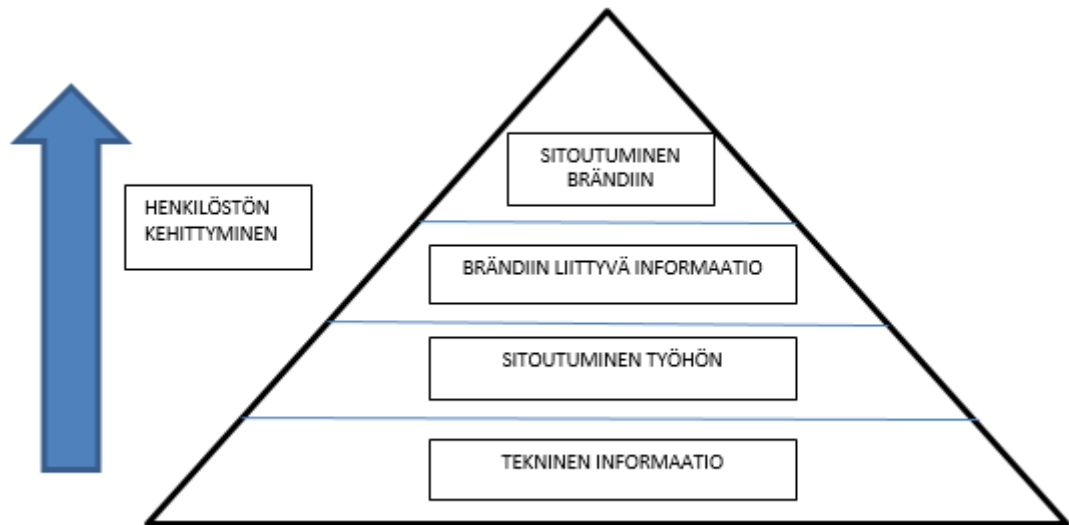 SITOUTUMINEN
BRÄNDIIN
HENKILÖSTÖN
KEHITTYMINEN
BRÄNDIIN LIITTYVÄ INFORMAATIO
SITOUTUMINEN TYÖHÖN
TEKNINEN INFORMAATIO